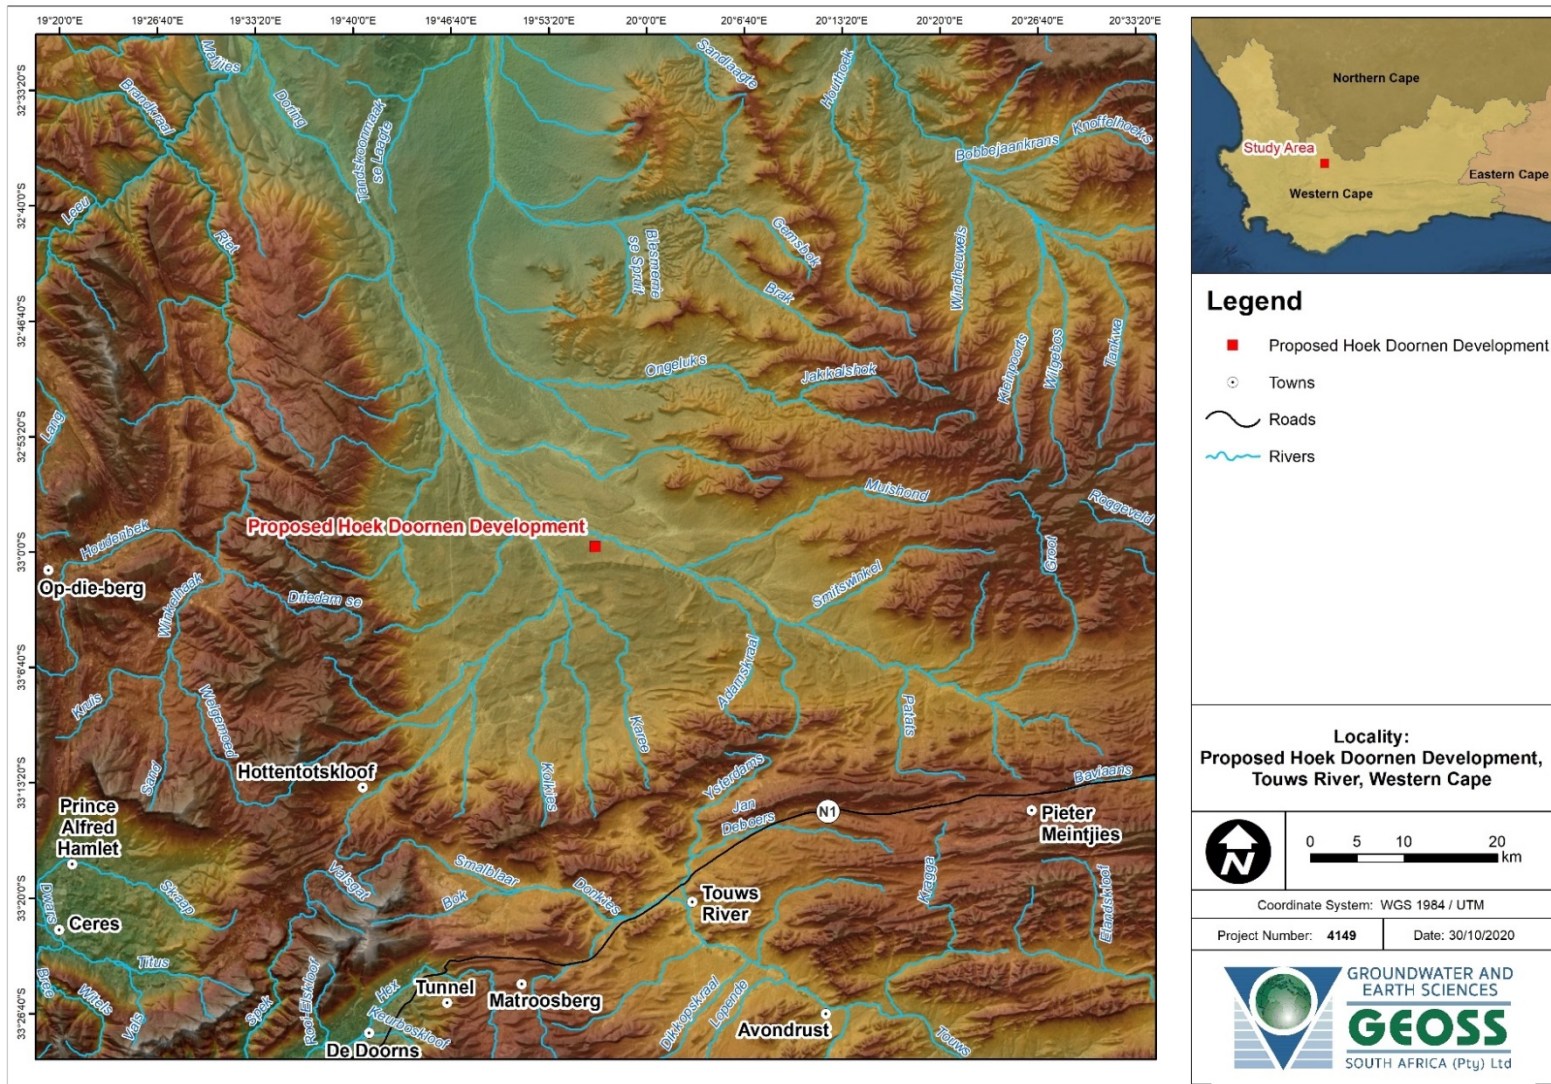 19°20'0"E
19°26'40"E
19°33'20"E
19°40'0"E
19°46'40"E
19°53'20"E
20°0'0"E
20°6'40"E
20°13'20"E
20°20'0"E
20°26'40"E
20°33'20"E
32°33'20"S
32°40'0"S
32°46'40"S
32°53'20"S
33°0'0"S
33°6'40"S
33°13'20"S
33°20'0"S
33°26'40"S
Matjies
Brandkraal
Doring
Tandskoonmaak
se Laagte
Sandlaagte
Houthoek
Knoffelhoeks
Bobbejaankrans
Leeu
Riet
Blesmerrie
se Spruit
Gemsbok
Windheuwels
Brak
Kleinpoorts
Wilgebos
Tankwa
Ongeluks
Jakkalshok
Lang
Muishond
Roggeveld
Groot
Houdenbek
Proposed Hoek Doornen Development
Op-die-berg
Winkelhaak
Driedam se
Smitswinkel
Adamskraal
Kruis
Welgemoed
Sand
Karee
Kolkies
Patats
Hottentotskloof
Ysterdams
Baviaans
Prince
Alfred
Hamlet
Jan
Deboers
N1
Pieter
Meintjies
Valsgat
Smalblaar
Skaap
Bok
Donkies
Kragga
Elandskloof
Dwars
Ceres
Touws
River
Titus
Bree
Witels
Vals
Spek
Rooi-Elskloof
Hex
Tunnel
Keurboskloof
Matroosberg
De Doorns
Dikkopskraal
Lopende
Avondrust
Touws
Northern Cape
Study Area
Western Cape
Eastern Cape
Legend
Proposed Hoek Doornen Development
Towns
Roads
Rivers
Locality:
Proposed Hoek Doornen Development,
Touws River, Western Cape
N
0 5 10 20
km
Coordinate System: WGS 1984 / UTM
Project Number: 4149
Date: 30/10/2020
GROUNDWATER AND
EARTH SCIENCES
GEOSS
SOUTH AFRICA (Pty) Ltd